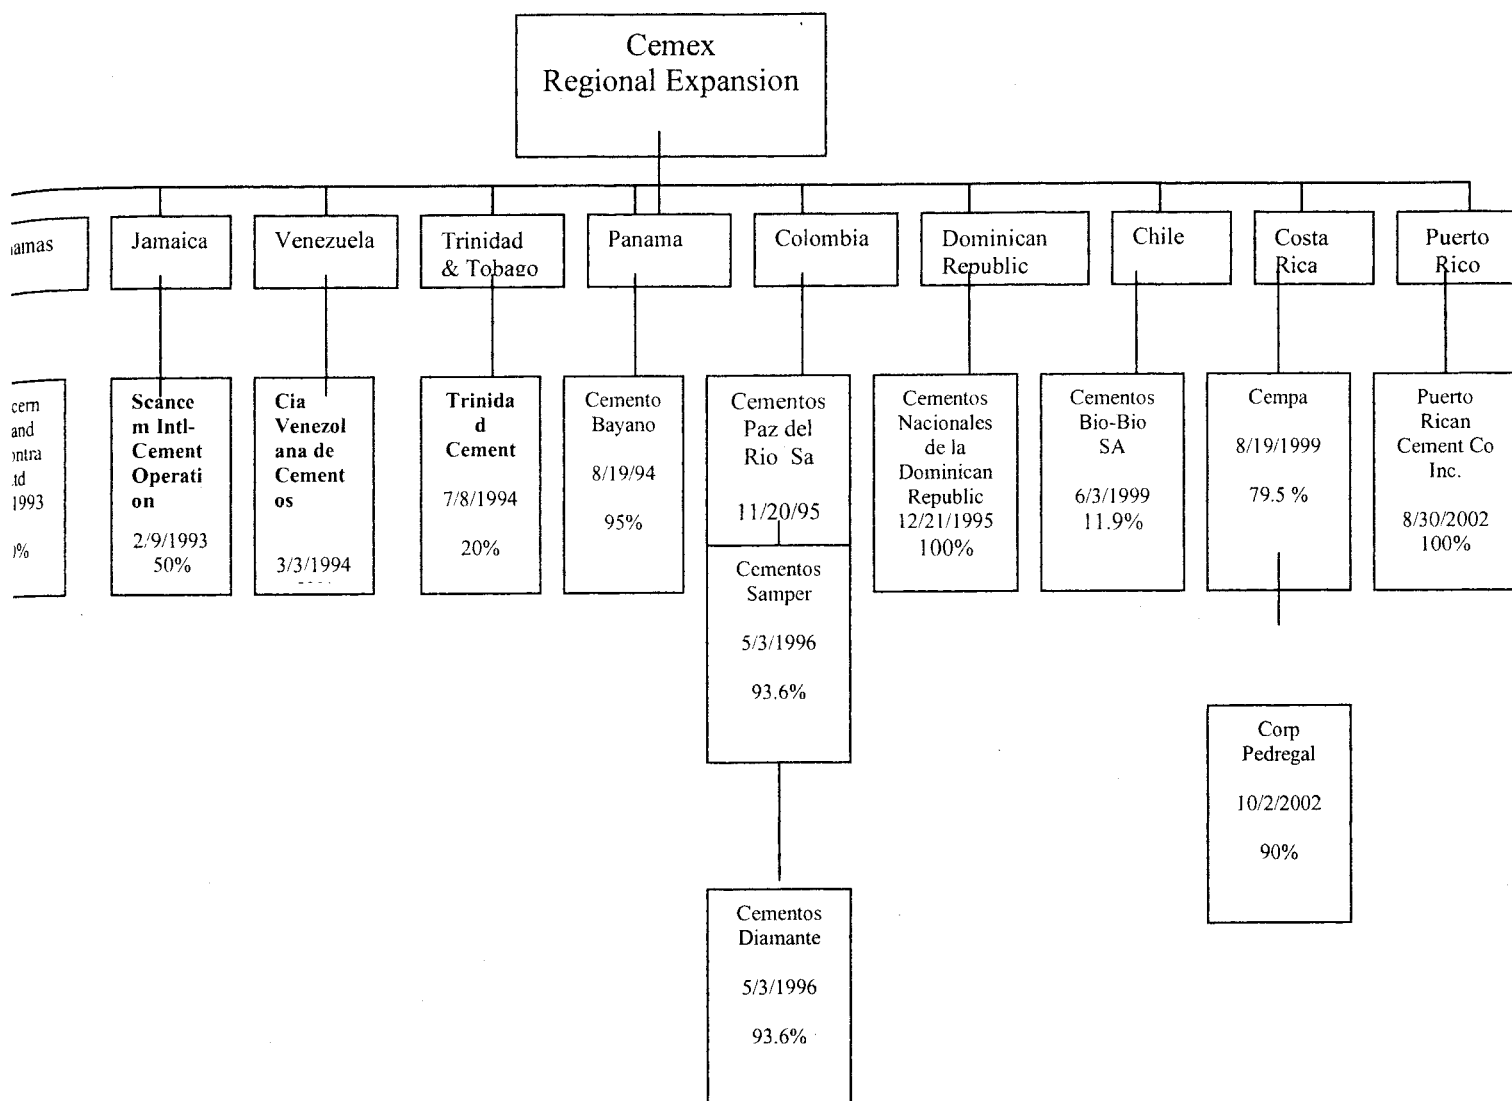 Cemex
Regional Expansion
Jamaica
Venezuela
Trinidad
& Tobago
Panama
Colombia
Dominican
Republic
Chile
Costa
Rica
Puerto
Rico
1993
Scance
m Intl-
Cement
Operati
on
2/9/1993
50%
Cia
Venezol
ana de
Cement
os
3/3/1994
Trinida
d
Cement
7/8/1994
20%
Cemento
Bayano
8/19/94
95%
Cementos
Paz del
Rio Sa
11/20/95
Cementos
Samper
5/3/1996
93.6%
Cementos
Diamante
5/3/1996
93.6%
Cementos
Nacionales
de la
Dominican
Republic
12/21/1995
100%
Cementos
Bio-Bio
SA
6/3/1999
11.9%
Cempa
8/19/1999
79.5 %
Corp
Pedregal
10/2/2002
90%
Puerto
Rican
Cement Co
Inc.
8/30/2002
100%